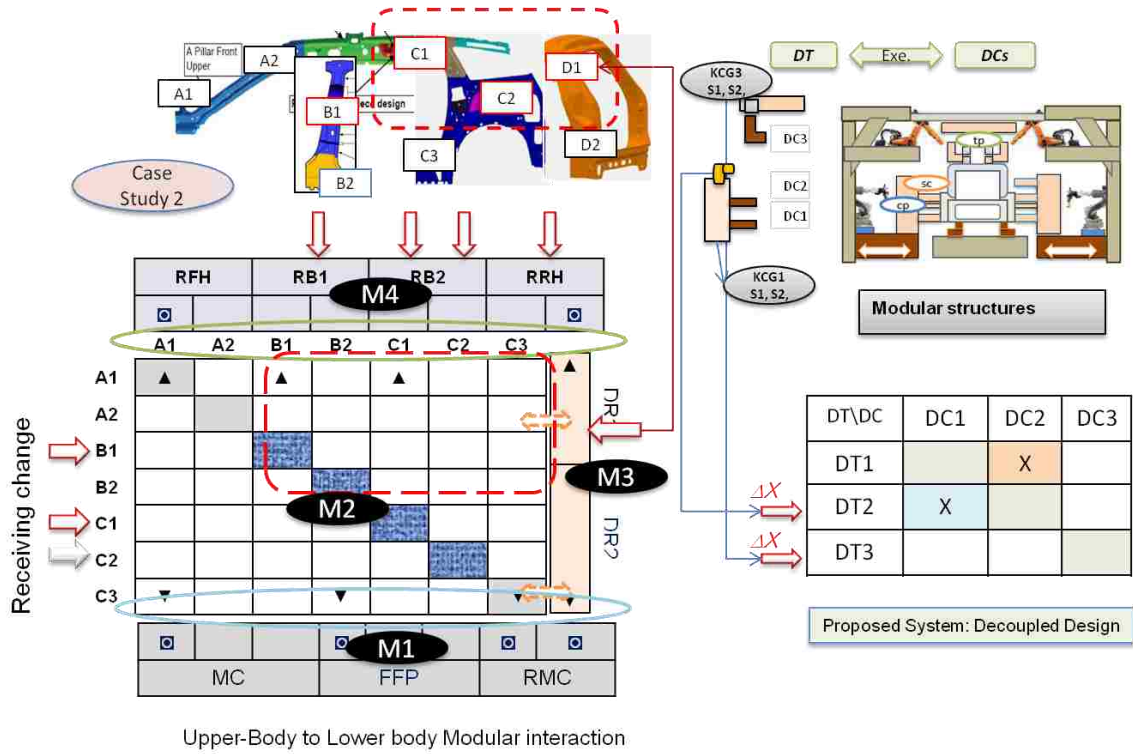 A Pillar Front
Upper
A1
A2
B1
ece design
B2
C1
C2
C3
D1
D2
Case
Study 2
KCG3
S1, S2,
DC3
DC2
DC1
KCG1
S1, S2,
DT
Exe.
DCs
tp
sc
cp
Modular structures
RFH RB1 RB2 RRH
M4
A1 A2 B1 B2 C1 C2 C3
A1
A2
B1
B2
C1
C2
C3
Receiving change
M2
M3
DR2
M1
MC FFP RMC
Upper-Body to Lower body Modular interaction
DT\DC DC1 DC2 DC3
DT1 X
ΔX DT2 X
ΔX DT3
Proposed System: Decoupled Design